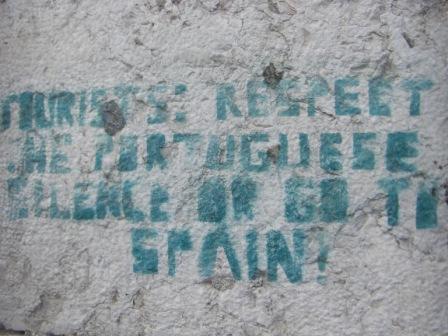 TOURISTS: RESPECT
THE PORTUGUESE
SILENCE OR GO TO
SPAIN!